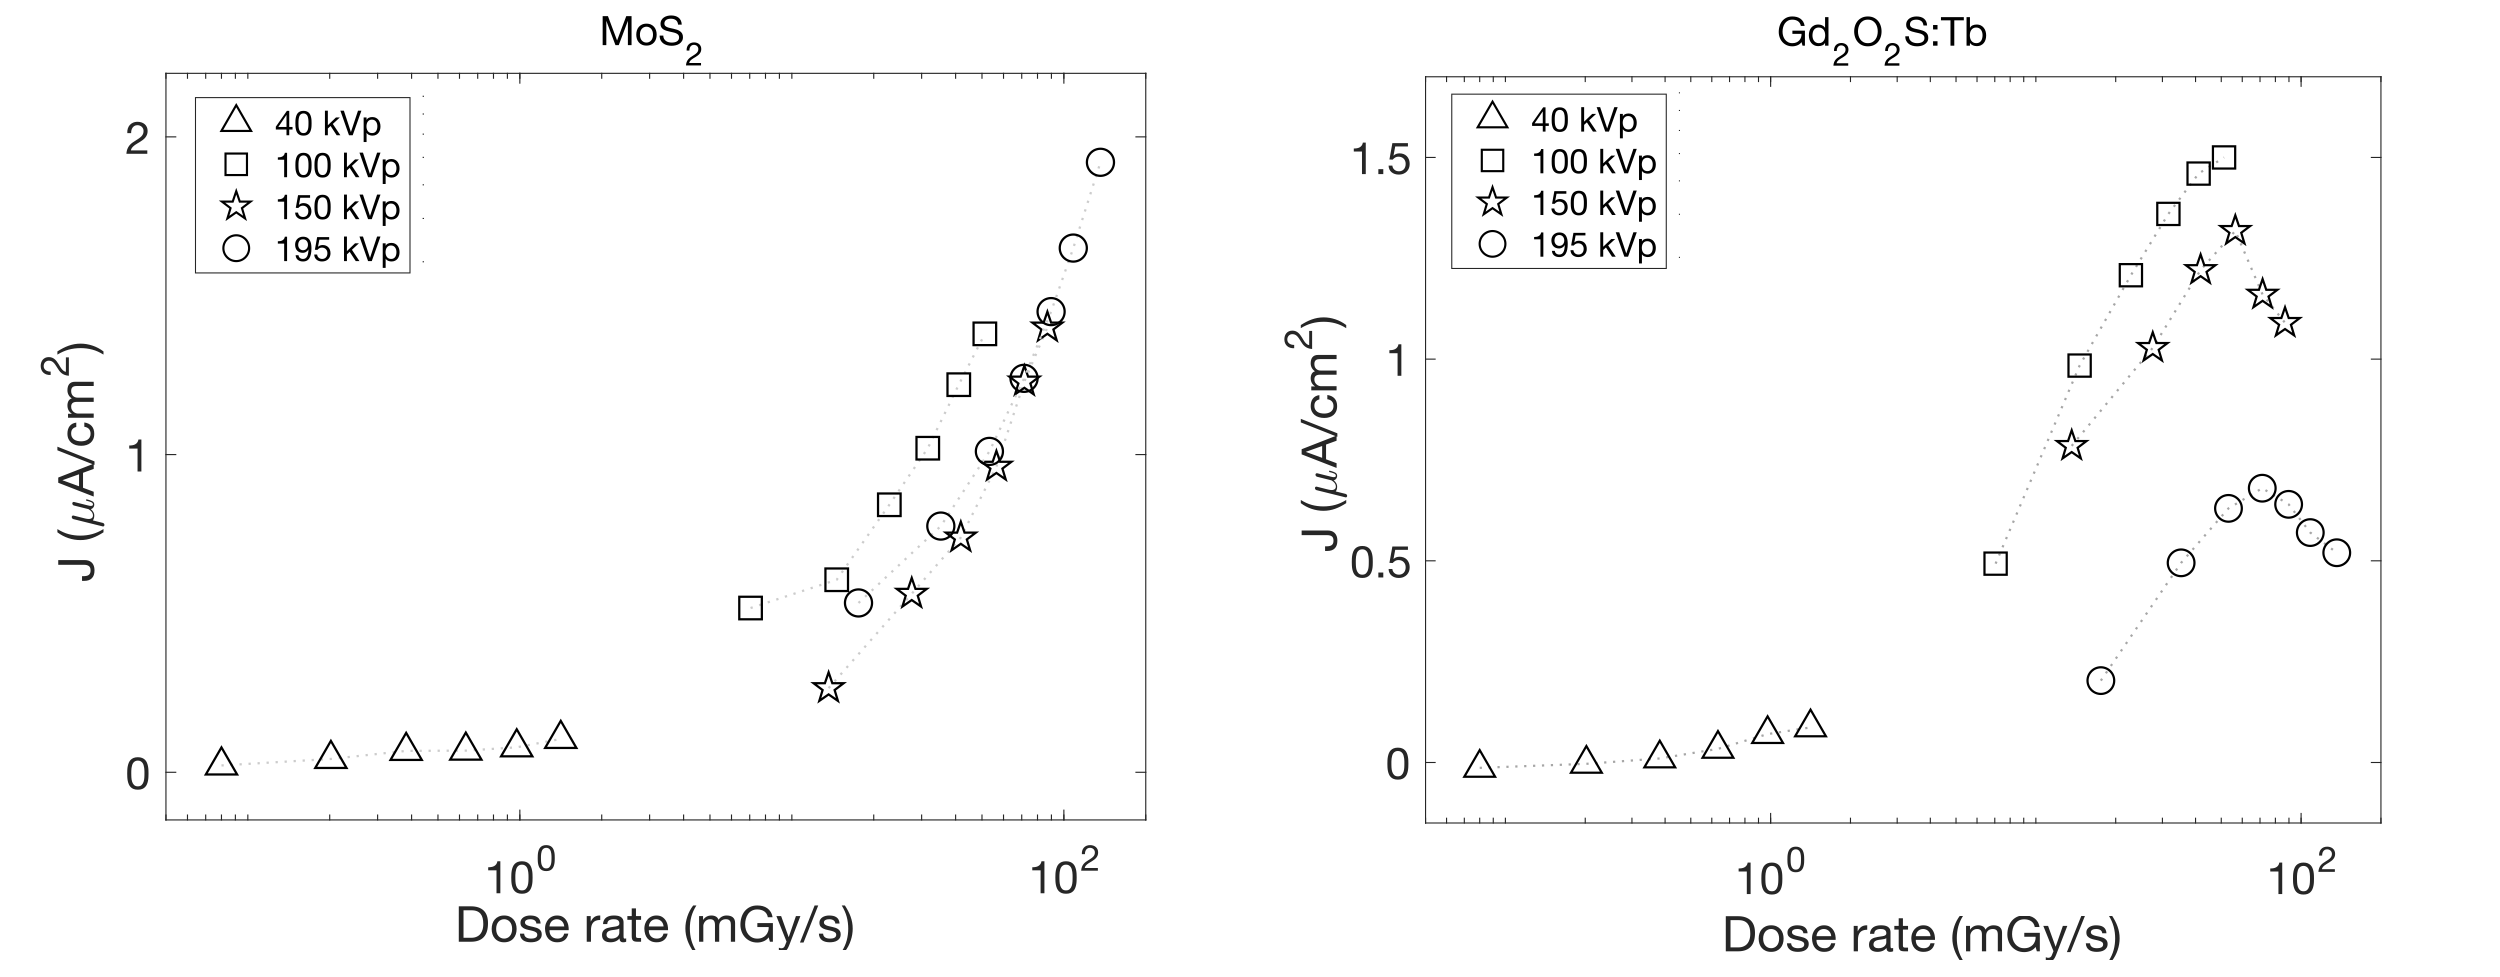 MoS2
2
1
0
J (μA/cm2)
40 kVp
100 kVp
150 kVp
195 kVp
10^0
10^2
Dose rate (mGy/s)
Gd2O2S:Tb
1.5
1
0.5
0
J (μA/cm2)
40 kVp
100 kVp
150 kVp
195 kVp
10^0
10^2
Dose rate (mGy/s)